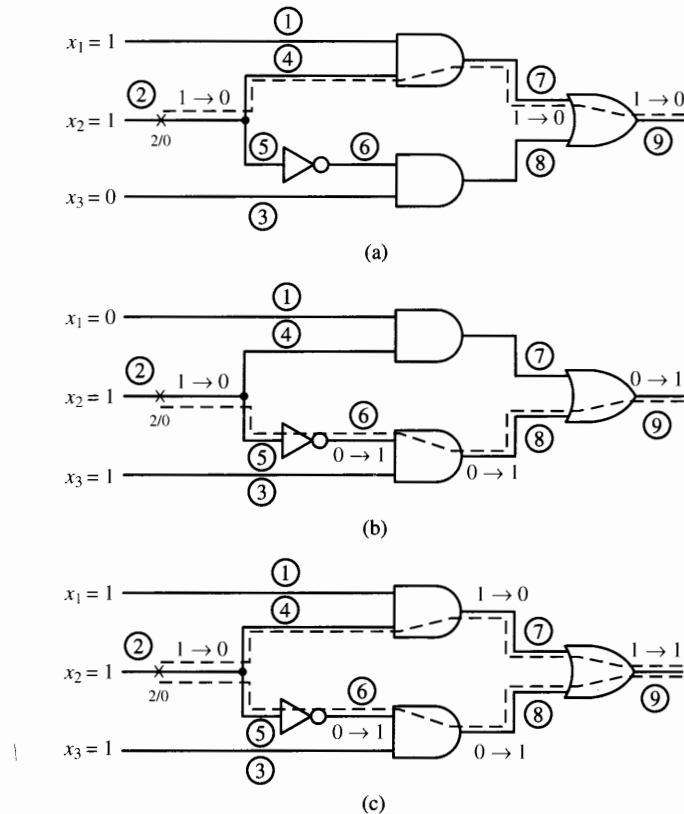 ①
x₁ = 1
④
⑦
② 1 → 0
1 → 0
1 → 0
x₂ = 1
2/0
⑤
⑥
⑧
⑨
x₃ = 0
③
(a)
①
x₁ = 0
④
⑦
② 1 → 0
0 → 1
x₂ = 1
2/0
⑥
⑧
⑨
⑤
0 → 1
0 → 1
x₃ = 1
③
(b)
①
x₁ = 1
1 → 0
④
⑦
② 1 → 0
1 → 1
x₂ = 1
2/0
⑥
⑧
⑨
⑤
0 → 1
0 → 1
x₃ = 1
③
(c)